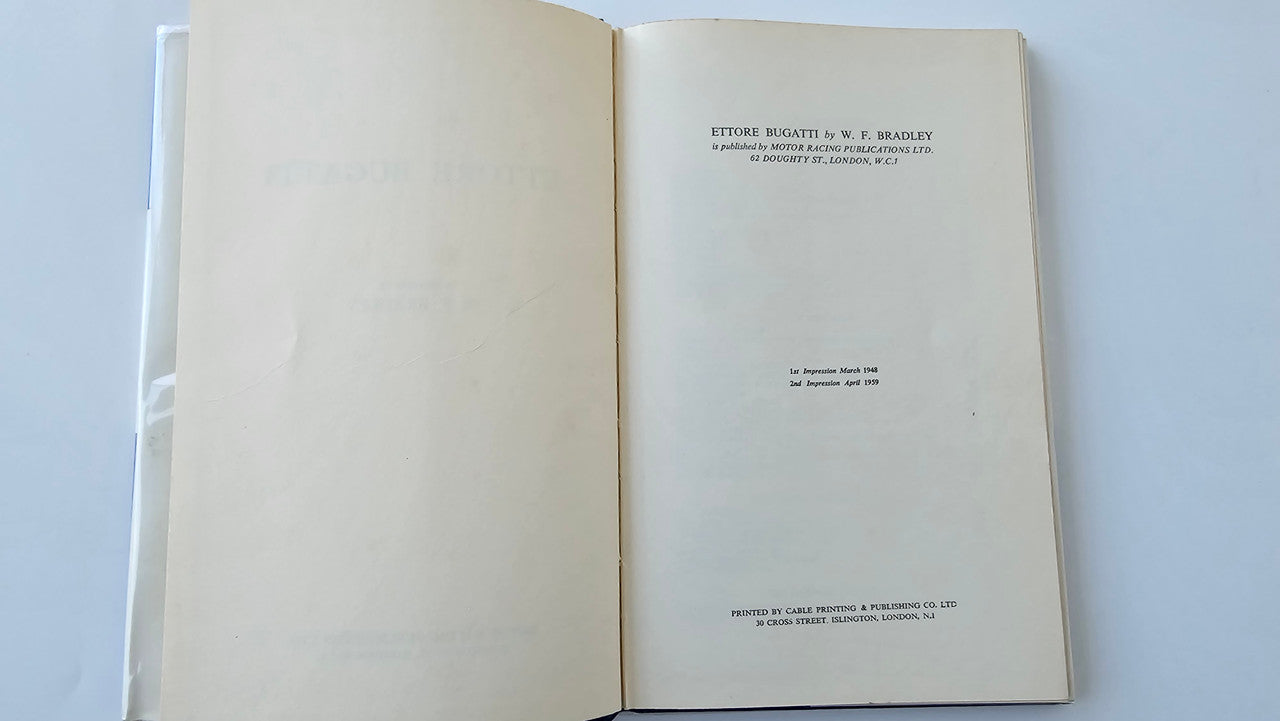 ETTORE BUGATTI by W. F. BRADLEY
is published by MOTOR RACING PUBLICATIONS LTD.
62 DOUGHTY ST., LONDON, W.C.1
1st Impression March 1948
2nd Impression April 1959
PRINTED BY CABLE PRINTING & PUBLISHING CO. LTD
30 CROSS STREET, ISLINGTON, LONDON, N.1